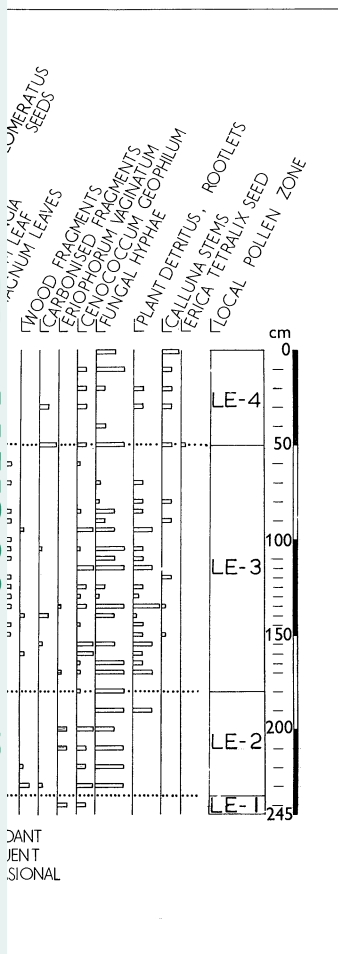 SEEDS
LEAF
LEAVES
WOOD FRAGMENTS
CARBONISED FRAGMENTS
ERIOPHORUM VAGINATUM
CENOCOCCUM GEOPHILUM
FUNGAL HYPHAE
PLANT DETRITUS, ROOTLETS
CALLUNA STEMS
ERICA TETRALIX SEED
LOCAL POLLEN ZONE
cm
0
LE-4
50
100
LE-3
150
200
LE-2
LE-1
245